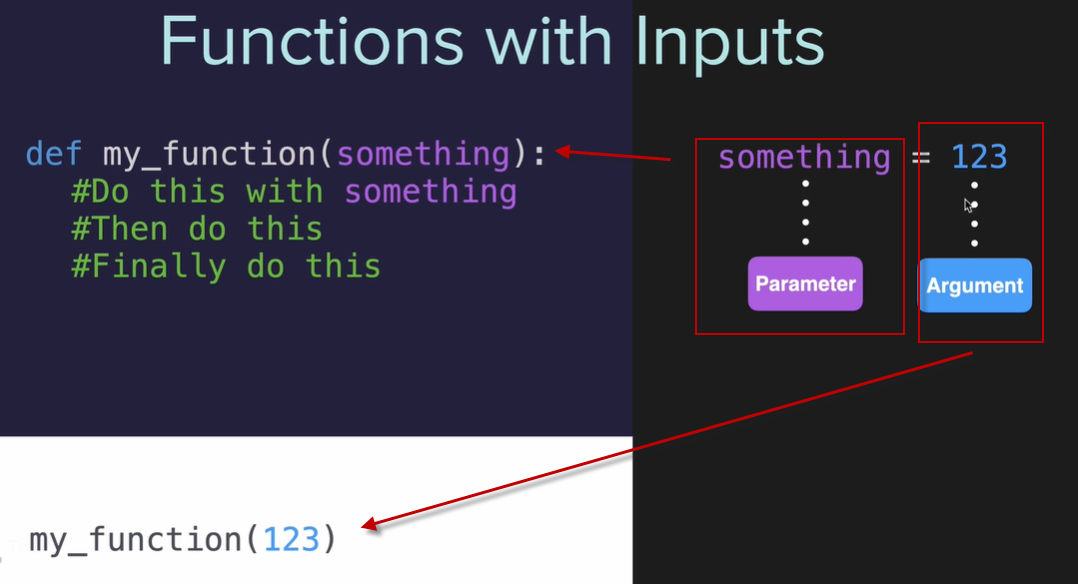 Functions with Inputs
def my_function(something):
#Do this with something
#Then do this
#Finally do this
something = 123
Parameter
Argument
my_function(123)